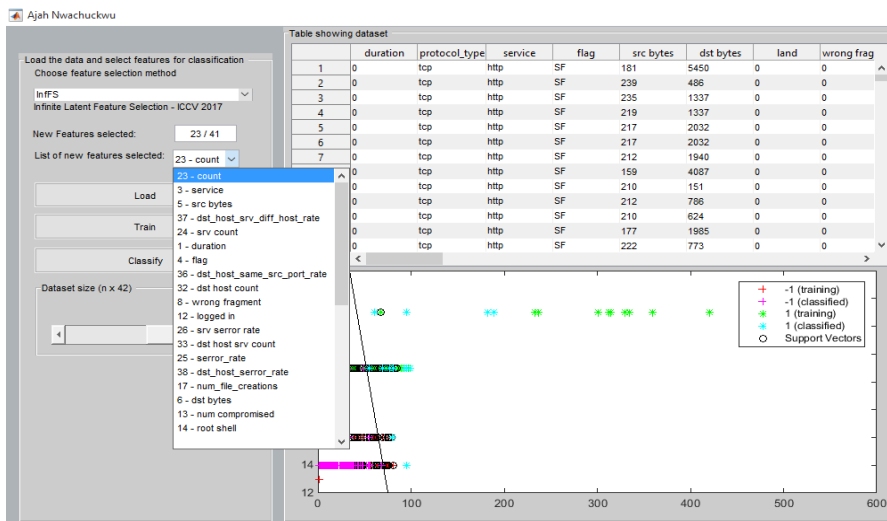 Ajah Nwachuckwu
Load the data and select features for classification
Choose feature selection method
InfFS
Infinite Latent Feature Selection - ICCV 2017
New Features selected: 23 / 41
List of new features selected: 23 - count
23 - count
3 - service
5 - src bytes
37 - dst_host_srv_diff_host_rate
24 - srv count
1 - duration
4 - flag
36 - dst_host_same_src_port_rate
32 - dst host count
8 - wrong fragment
12 - logged in
26 - srv serror rate
33 - dst host srv count
25 - serror_rate
38 - dst_host_serror_rate
17 - num_file_creations
6 - dst bytes
13 - num compromised
14 - root shell
Load
Train
Classify
Dataset size (n x 42)
Table showing dataset
duration protocol_type service flag src bytes dst bytes land wrong frag
1 0 tcp http SF 181 5450 0 0
2 0 tcp http SF 239 486 0 0
3 0 tcp http SF 235 1337 0 0
4 0 tcp http SF 219 1337 0 0
5 0 tcp http SF 217 2032 0 0
6 0 tcp http SF 217 2032 0 0
7 0 tcp http SF 212 1940 0 0
0 tcp http SF 159 4087 0 0
0 tcp http SF 210 151 0 0
0 tcp http SF 212 786 0 0
0 tcp http SF 210 624 0 0
0 tcp http SF 177 1985 0 0
0 tcp http SF 222 773 0 0
-1 (training)
-1 (classified)
1 (training)
1 (classified)
Support Vectors
14
12
0 100 200 300 400 500 600